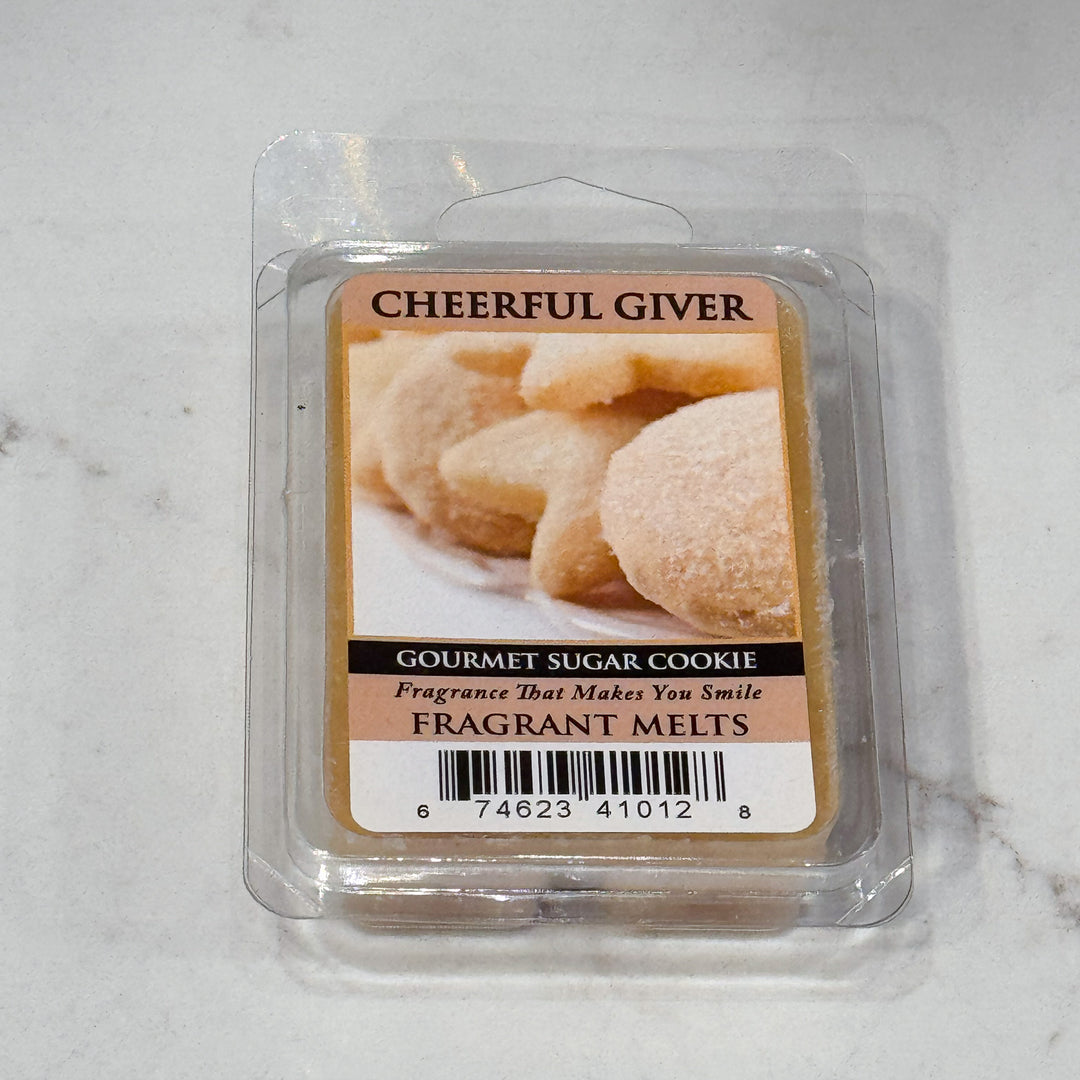 CHEERFUL GIVER
GOURMET SUGAR COOKIE
Fragrance That Makes You Smile
FRAGRANT MELTS
6 74623 41012 8